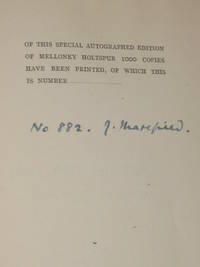 OF THIS SPECIAL AUTOGRAPHED EDITION
OF MELLONEY HOLTSPUR 1000 COPIES
HAVE BEEN PRINTED, OF WHICH THIS
IS NUMBER
No 882. J. Masefield.